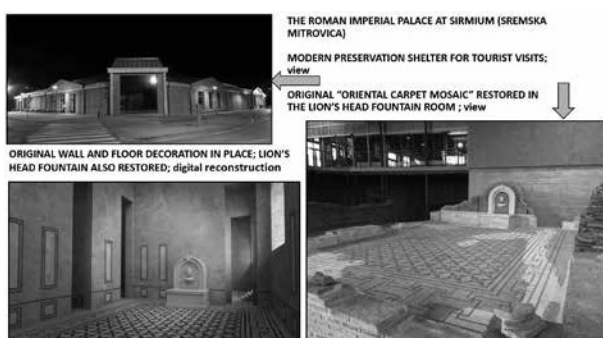 THE ROMAN IMPERIAL PALACE AT SIRMIUM (SREMSKA
MITROVICA)
MODERN PRESERVATION SHELTER FOR TOURIST VISITS;
view
ORIGINAL “ORIENTAL CARPET MOSAIC” RESTORED IN
THE LION’S HEAD FOUNTAIN ROOM ; view
ORIGINAL WALL AND FLOOR DECORATION IN PLACE; LION’S
HEAD FOUNTAIN ALSO RESTORED; digital reconstruction